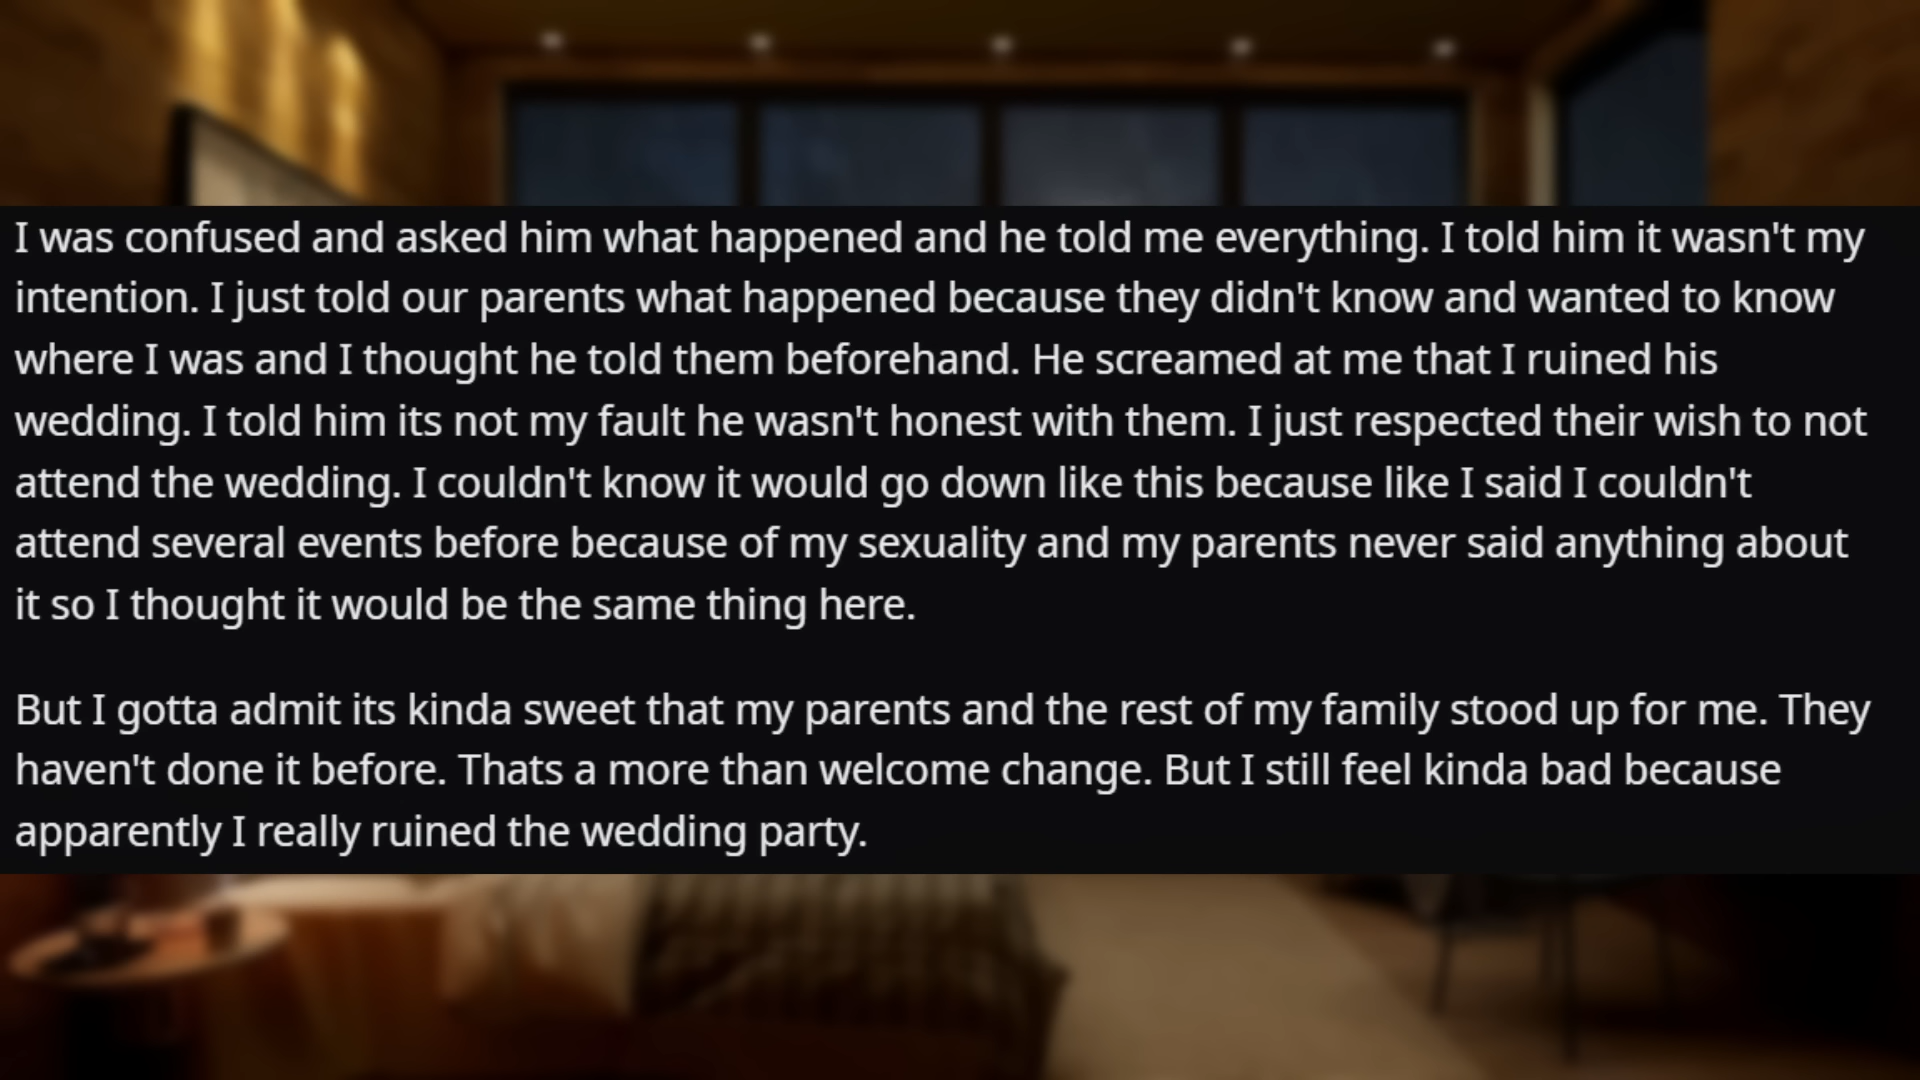 I was confused and asked him what happened and he told me everything. I told him it wasn't my
intention. I just told our parents what happened because they didn't know and wanted to know
where I was and I thought he told them beforehand. He screamed at me that I ruined his
wedding. I told him its not my fault he wasn't honest with them. I just respected their wish to not
attend the wedding. I couldn't know it would go down like this because like I said I couldn't
attend several events before because of my sexuality and my parents never said anything about
it so I thought it would be the same thing here.
But I gotta admit its kinda sweet that my parents and the rest of my family stood up for me. They
haven't done it before. Thats a more than welcome change. But I still feel kinda bad because
apparently I really ruined the wedding party.